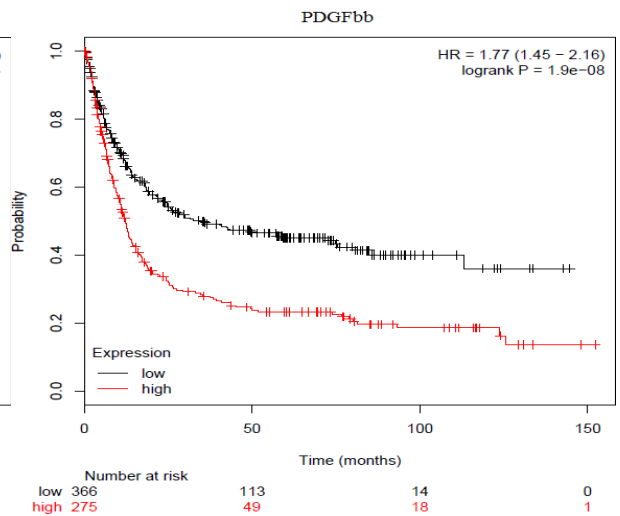 PDGFbb
HR = 1.77 (1.45 − 2.16)
logrank P = 1.9e−08
1.0
0.8
0.6
0.4
0.2
0.0
Probability
Expression
low
high
0 50 100 150
Time (months)
Number at risk
low 366 113 14 0
high 275 49 18 1